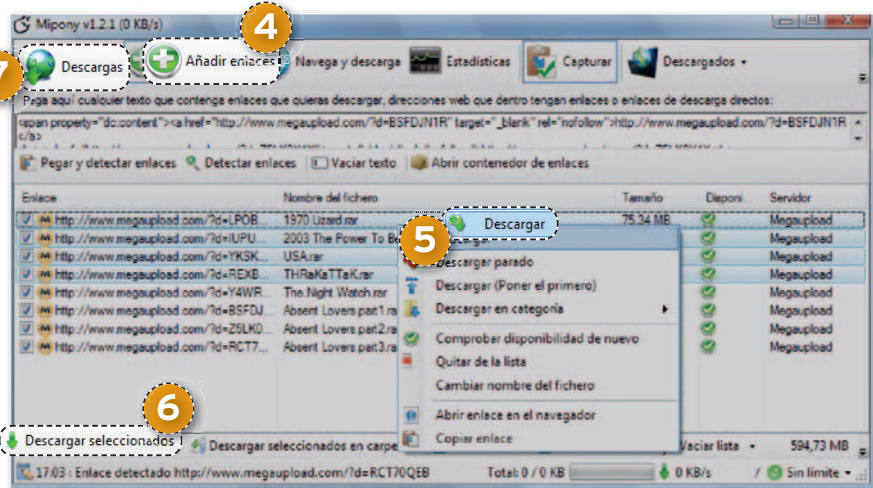 Mipony v1.2.1 (0 KB/s)
4
7
Descargas
Añadir enlaces
Navega y descarga
Estadísticas
Capturar
Descargados
Pega aquí cualquier texto que contenga enlaces que quieras descargar, direcciones web que dentro tengan enlaces o enlaces de descarga directos:
<span property="dc:content"><a href="http://www.megaupload.com/?d=BSFDJN1R" target="_blank" rel="nofollow">http://www.megaupload.com/?d=BSFDJN1R
</a>
Pegar y detectar enlaces
Detectar enlaces
Vaciar texto
Abrir contenedor de enlaces
Enlace
Nombre del fichero
Tamaño
Disponi...
Servidor
http://www.megaupload.com/?d=LPOB...
1970 Lizard.rar
75,34 MB
Megaupload
http://www.megaupload.com/?d=IUPU...
2003 The Power To Be
Megaupload
http://www.megaupload.com/?d=YKSK...
USA.rar
Megaupload
http://www.megaupload.com/?d=REXB...
THRaKaTTaK.rar
Megaupload
http://www.megaupload.com/?d=Y4WR...
The Night Watch.rar
Megaupload
http://www.megaupload.com/?d=BSFDJ...
Absent Lovers.part1.ra
Megaupload
http://www.megaupload.com/?d=Z5LK0...
Absent Lovers.part2.ra
Megaupload
http://www.megaupload.com/?d=RCT7...
Absent Lovers.part3.ra
Megaupload
5
Descargar
Descargar parado
Descargar (Poner el primero)
Descargar en categoría
Comprobar disponibilidad de nuevo
Quitar de la lista
Cambiar nombre del fichero
Abrir enlace en el navegador
Copiar enlace
6
Descargar seleccionados
Descargar seleccionados en carpe
Vaciar lista
594,73 MB
17:03 : Enlace detectado http://www.megaupload.com/?d=RCT70QEB
Total: 0 / 0 KB
0 KB/s
/
Sin límite